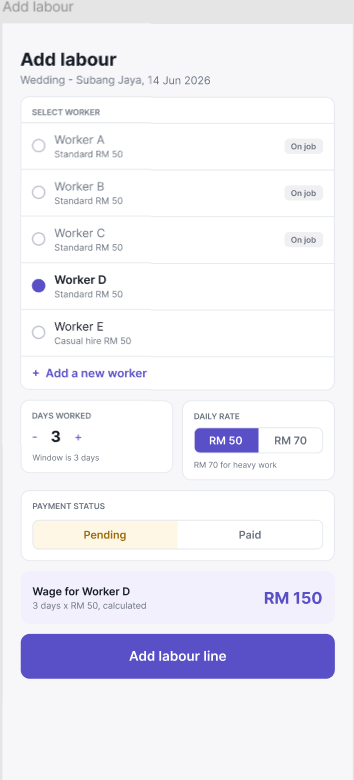 Add labour
Add labour
Wedding - Subang Jaya, 14 Jun 2026
SELECT WORKER
Worker A
Standard RM 50
On job
Worker B
Standard RM 50
On job
Worker C
Standard RM 50
On job
Worker D
Standard RM 50
Worker E
Casual hire RM 50
+ Add a new worker
DAYS WORKED
- 3 +
Window is 3 days
DAILY RATE
RM 50 RM 70
RM 70 for heavy work
PAYMENT STATUS
Pending Paid
Wage for Worker D
3 days x RM 50, calculated
RM 150
Add labour line